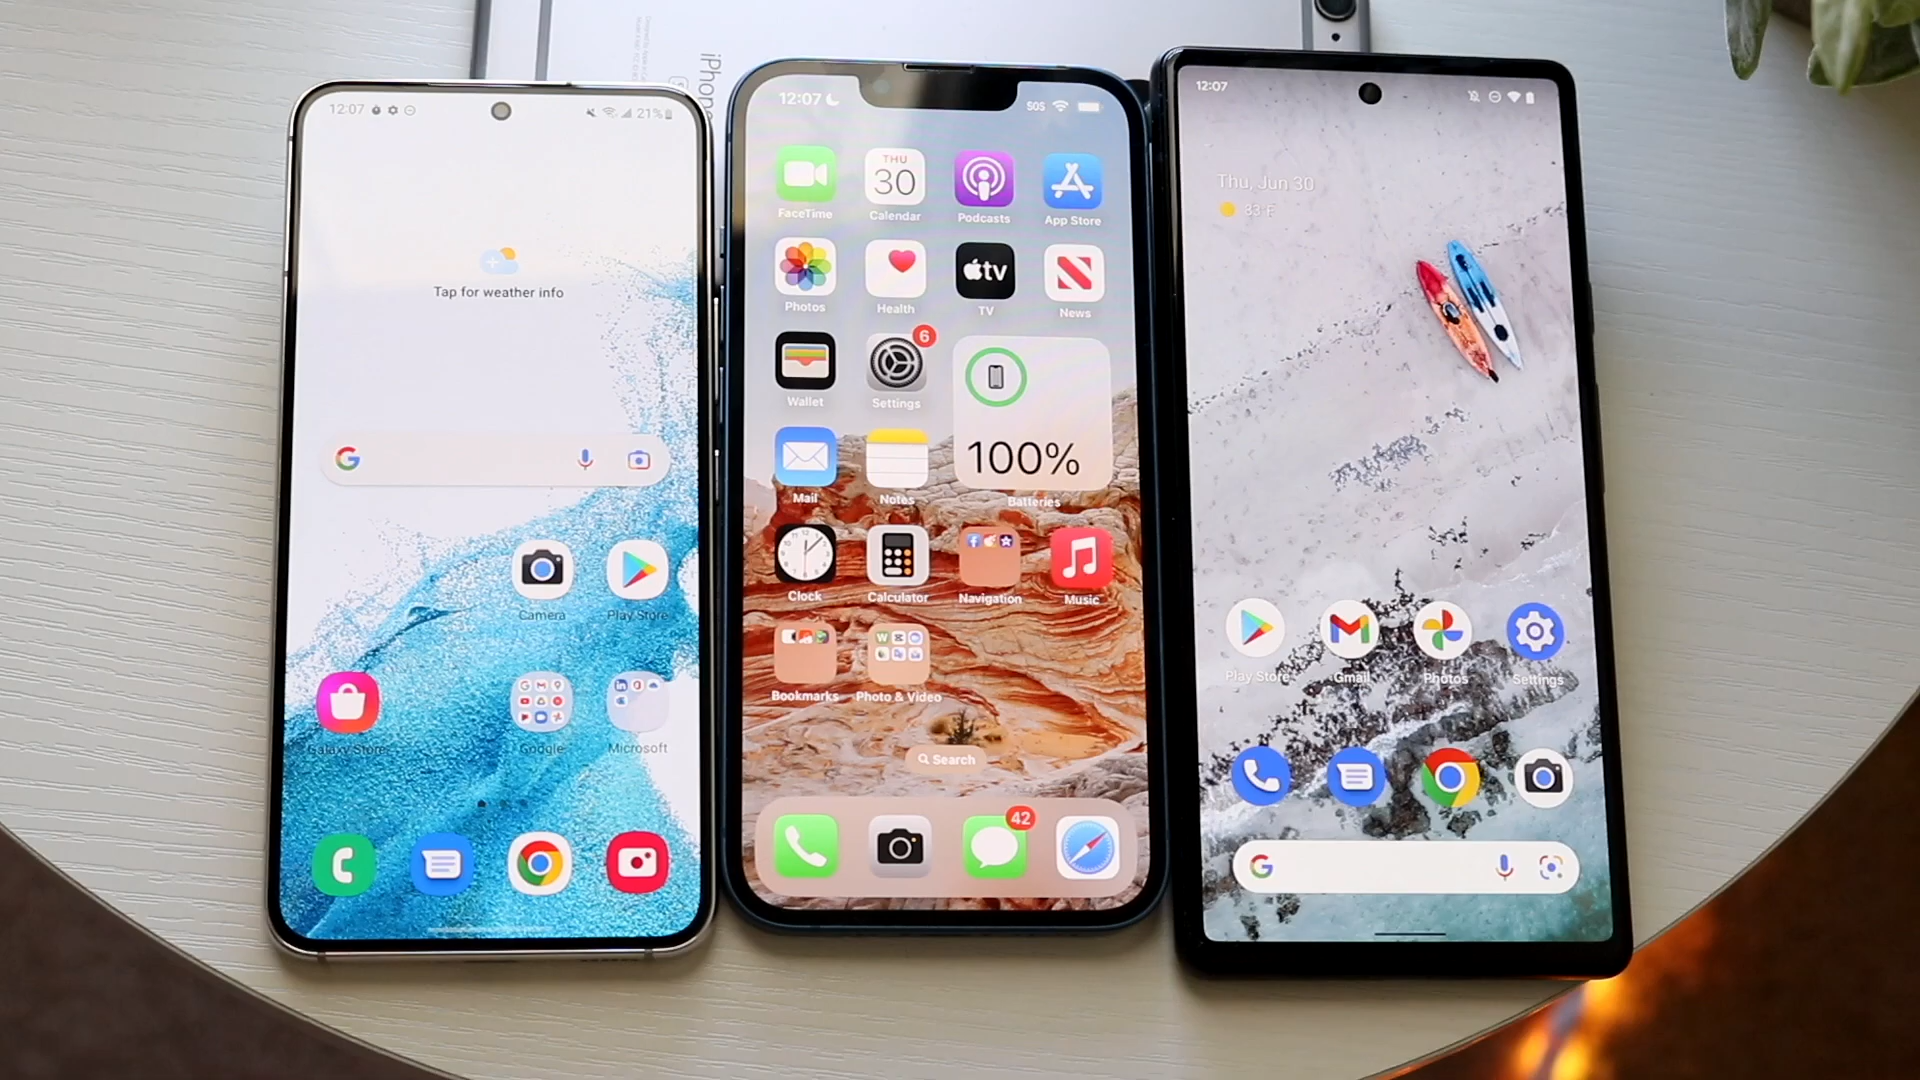 iPhone
12:07
21%
Tap for weather info
Camera
Play Store
Galaxy Store
Google
Microsoft
12:07
SOS
FaceTime
THU
30
Calendar
Podcasts
App Store
Photos
Health
tv
TV
News
Wallet
6
Settings
100%
Mail
Notes
Batteries
Clock
Calculator
Navigation
Music
Bookmarks
Photo & Video
Search
42
12:07
Thu, Jun 30
83°F
Play Store
Gmail
Photos
Settings